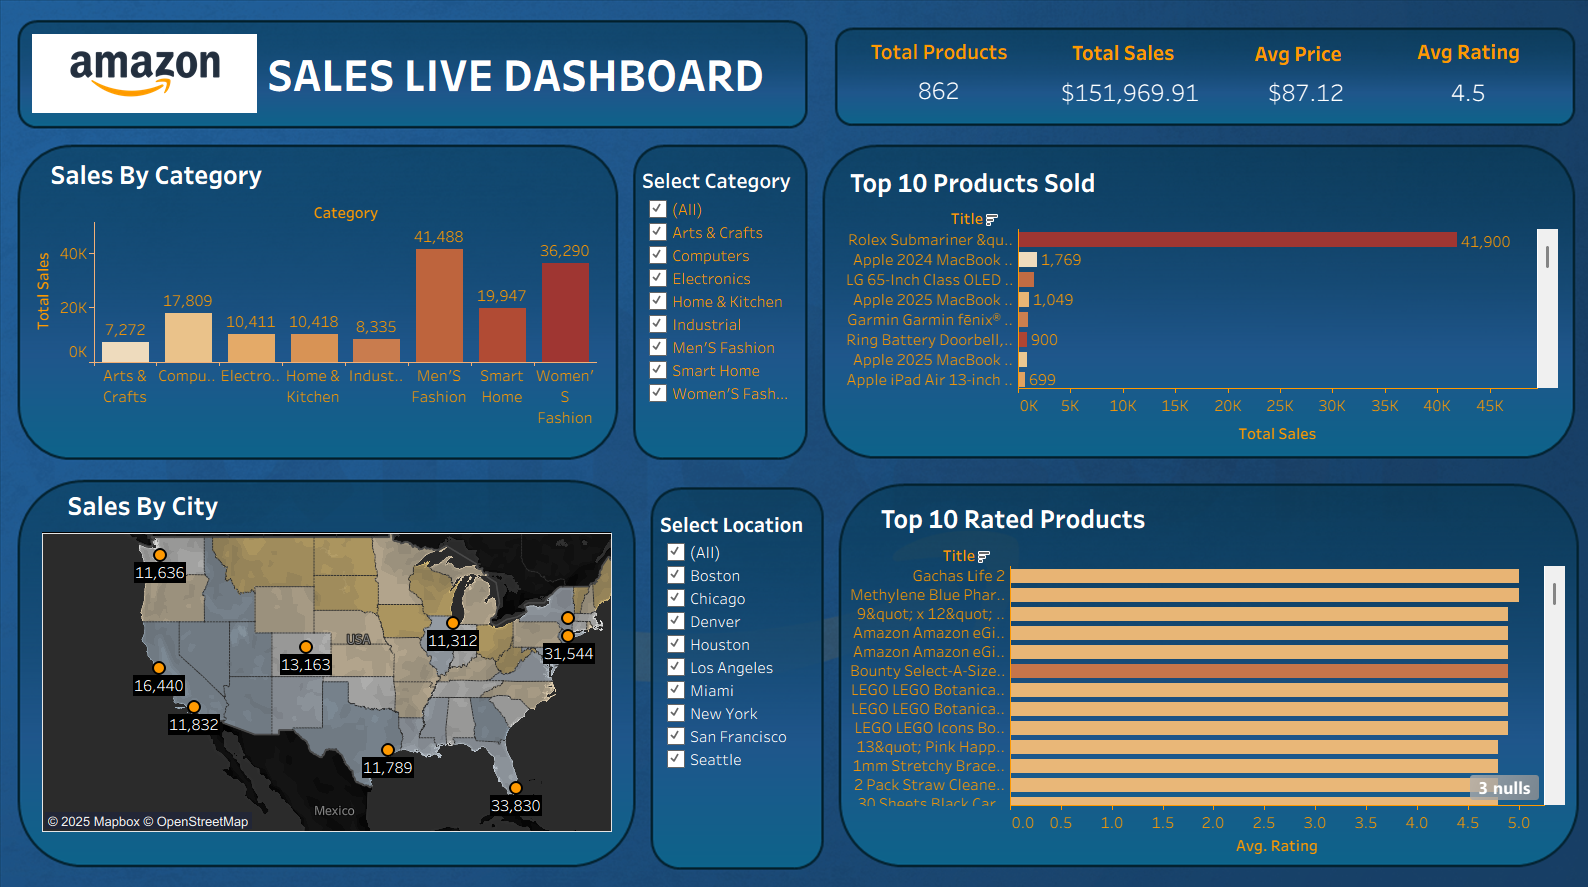 amazon
SALES LIVE DASHBOARD
Total Products
862
Total Sales
$151,969.91
Avg Price
$87.12
Avg Rating
4.5
Sales By Category
Category
Total Sales
40K
20K
0K
7,272
17,809
10,411
10,418
8,335
41,488
19,947
36,290
Arts & Crafts
Compu..
Electro..
Home & Kitchen
Indust..
Men'S Fashion
Smart Home
Women'S Fashion
Select Category
(All)
Arts & Crafts
Computers
Electronics
Home & Kitchen
Industrial
Men'S Fashion
Smart Home
Women'S Fash...
Top 10 Products Sold
Title
Rolex Submariner &qu.. 41,900
Apple 2024 MacBook .. 1,769
LG 65-Inch Class OLED ..
Apple 2025 MacBook .. 1,049
Garmin Garmin fēnix® ..
Ring Battery Doorbell,.. 900
Apple 2025 MacBook ..
Apple iPad Air 13-inch .. 699
0K 5K 10K 15K 20K 25K 30K 35K 40K 45K
Total Sales
Sales By City
11,636
11,312
USA
13,163
31,544
16,440
11,832
11,789
33,830
Mexico
© 2025 Mapbox © OpenStreetMap
Select Location
(All)
Boston
Chicago
Denver
Houston
Los Angeles
Miami
New York
San Francisco
Seattle
Top 10 Rated Products
Title
Gachas Life 2
Methylene Blue Phar..
9&quot; x 12&quot; ..
Amazon Amazon eGi..
Amazon Amazon eGi..
Bounty Select-A-Size..
LEGO LEGO Botanica..
LEGO LEGO Botanica..
LEGO LEGO Icons Bo..
13&quot; Pink Happ..
1mm Stretchy Brace..
2 Pack Straw Cleane..
30 Sheets Black Car..
3 nulls
0.0 0.5 1.0 1.5 2.0 2.5 3.0 3.5 4.0 4.5 5.0
Avg. Rating